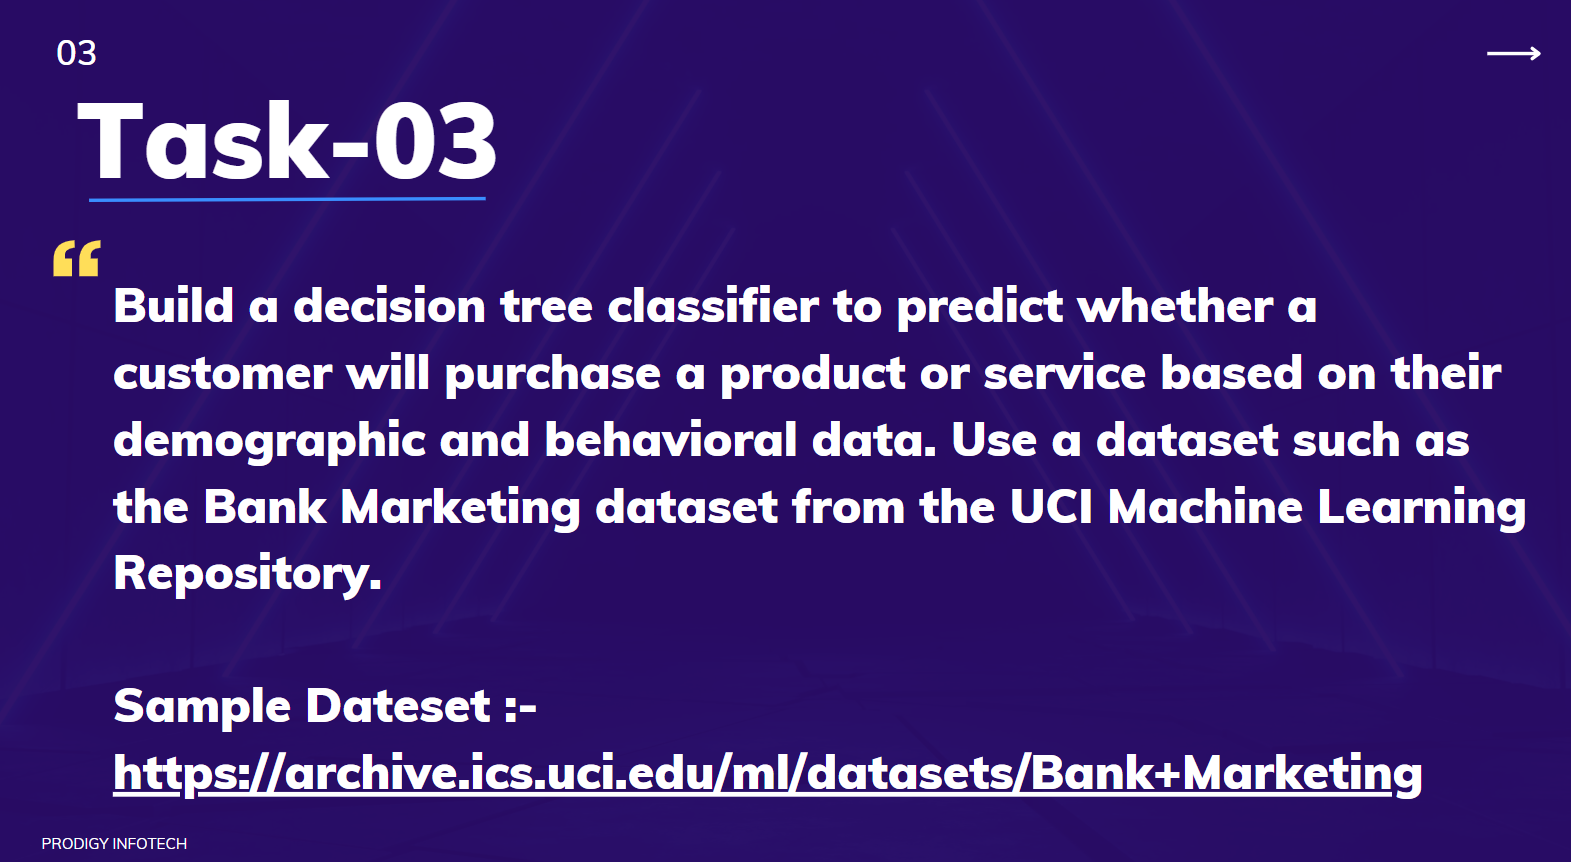 03
Task-03
“
Build a decision tree classifier to predict whether a
customer will purchase a product or service based on their
demographic and behavioral data. Use a dataset such as
the Bank Marketing dataset from the UCI Machine Learning
Repository.
Sample Dateset :-
https://archive.ics.uci.edu/ml/datasets/Bank+Marketing
PRODIGY INFOTECH